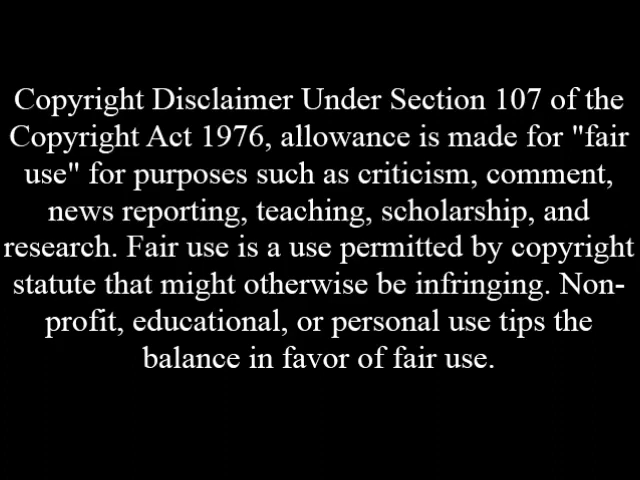 Copyright Disclaimer Under Section 107 of the
Copyright Act 1976, allowance is made for "fair
use" for purposes such as criticism, comment,
news reporting, teaching, scholarship, and
research. Fair use is a use permitted by copyright
statute that might otherwise be infringing. Non-
profit, educational, or personal use tips the
balance in favor of fair use.